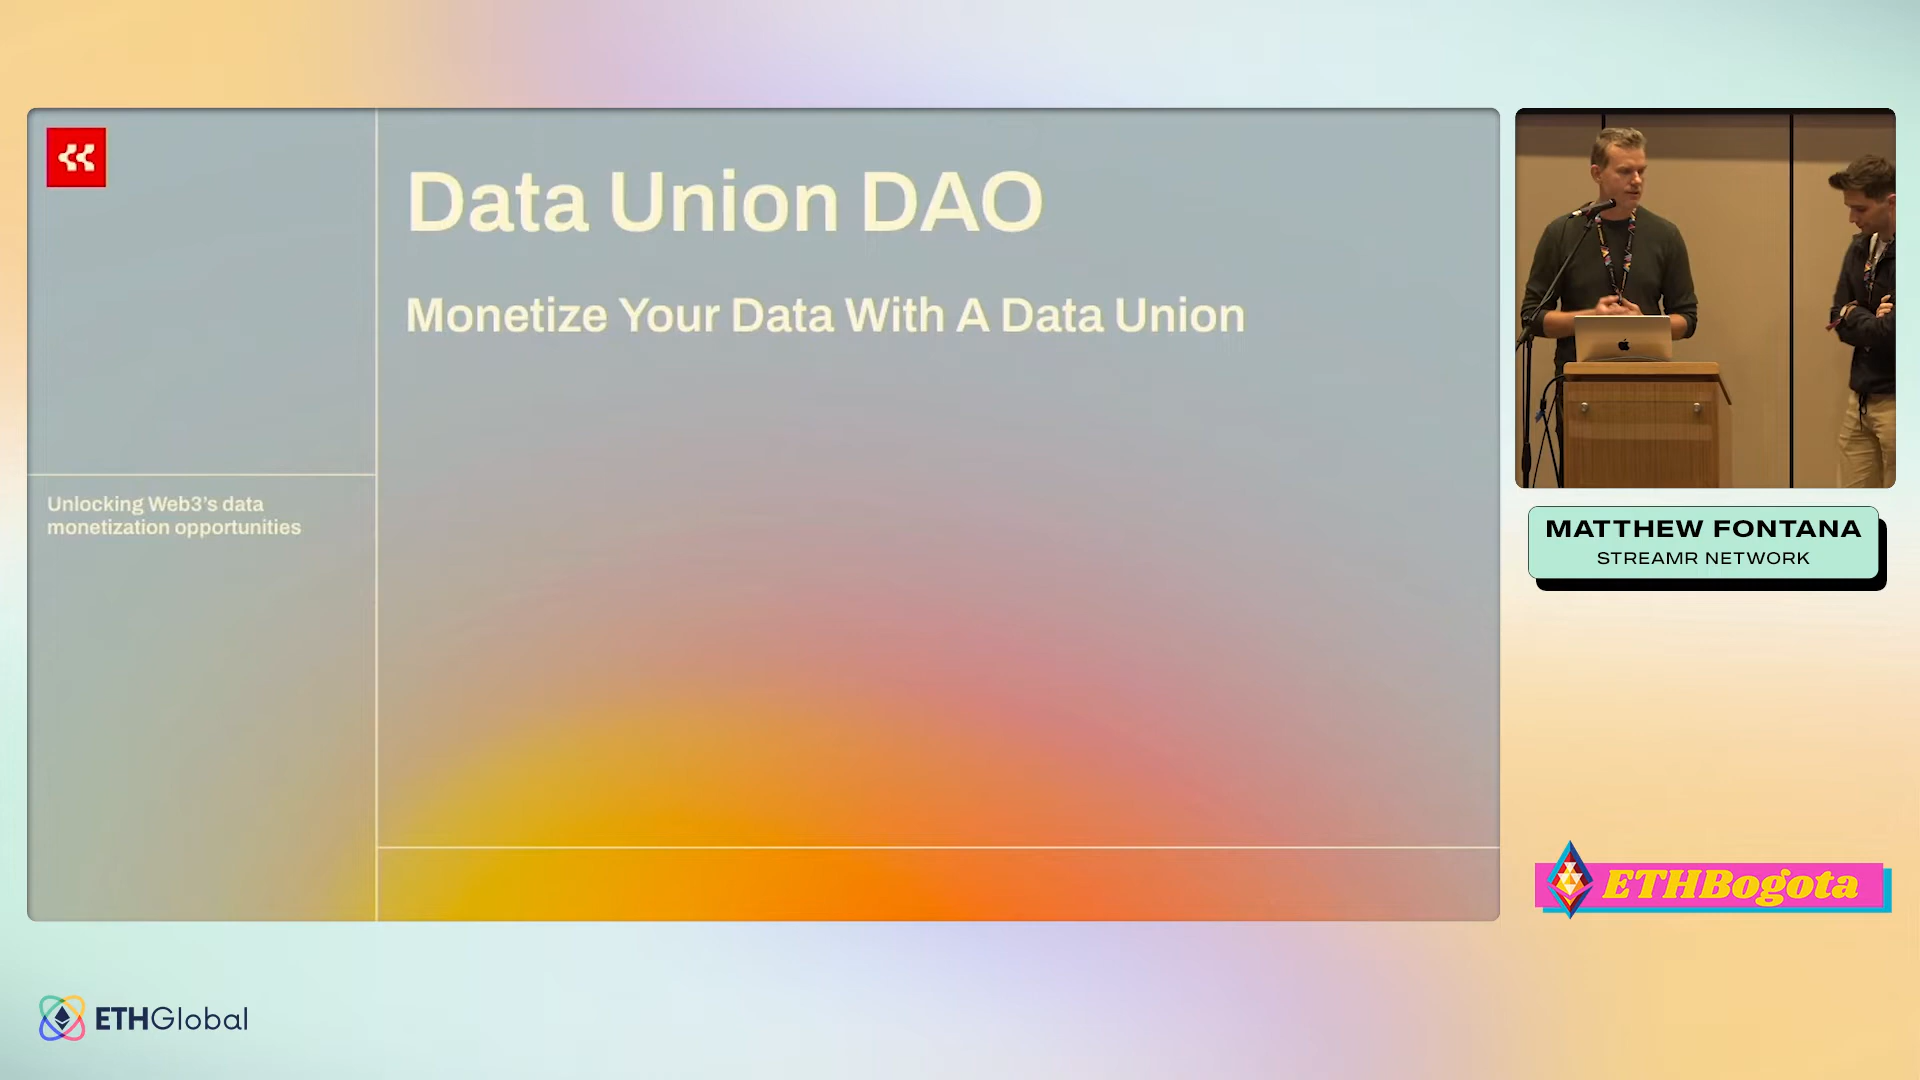 Data Union DAO
Monetize Your Data With A Data Union
Unlocking Web3's data
monetization opportunities
MATTHEW FONTANA
STREAMR NETWORK
ETHBogota
ETHGlobal